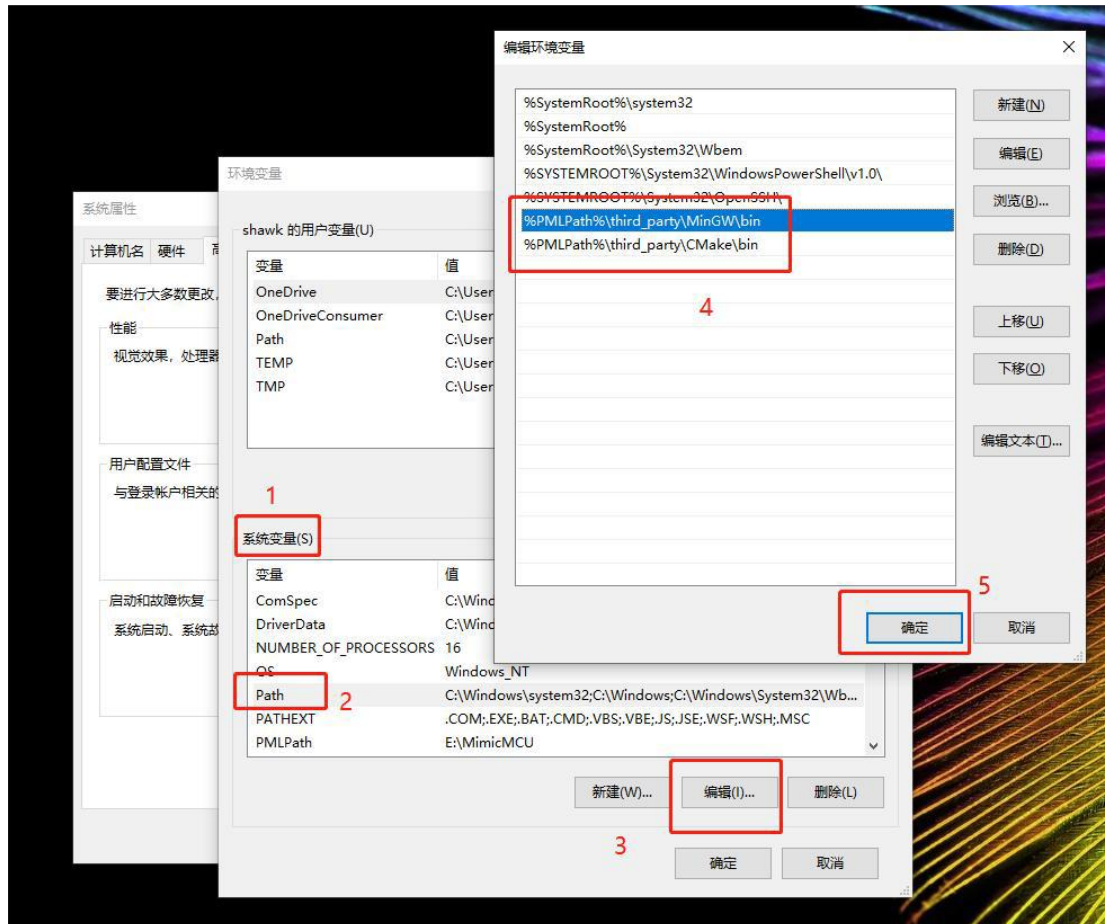 编辑环境变量
%SystemRoot%\system32
%SystemRoot%
%SystemRoot%\System32\Wbem
%SYSTEMROOT%\System32\WindowsPowerShell\v1.0\
%SYSTEMROOT%\System32\OpenSSH\
%PMLPath%\third_party\MinGW\bin
%PMLPath%\third_party\CMake\bin
4
新建(N)
编辑(E)
浏览(B)...
删除(D)
上移(U)
下移(O)
编辑文本(T)...
5
确定
取消
环境变量
shawk 的用户变量(U)
变量 值
OneDrive C:\User
OneDriveConsumer C:\User
Path C:\User
TEMP C:\User
TMP C:\User
1
系统变量(S)
变量 值
ComSpec C:\Winc
DriverData C:\Winc
NUMBER_OF_PROCESSORS 16
OS Windows_NT
Path C:\Windows\system32;C:\Windows;C:\Windows\System32\Wb...
2
PATHEXT .COM;.EXE;.BAT;.CMD;.VBS;.VBE;.JS;.JSE;.WSF;.WSH;.MSC
PMLPath E:\MimicMCU
新建(W)...
编辑(I)...
删除(L)
3
确定
取消
系统属性
计算机名 硬件
要进行大多数更改,
性能
视觉效果，处理器
用户配置文件
与登录帐户相关的
启动和故障恢复
系统启动、系统故